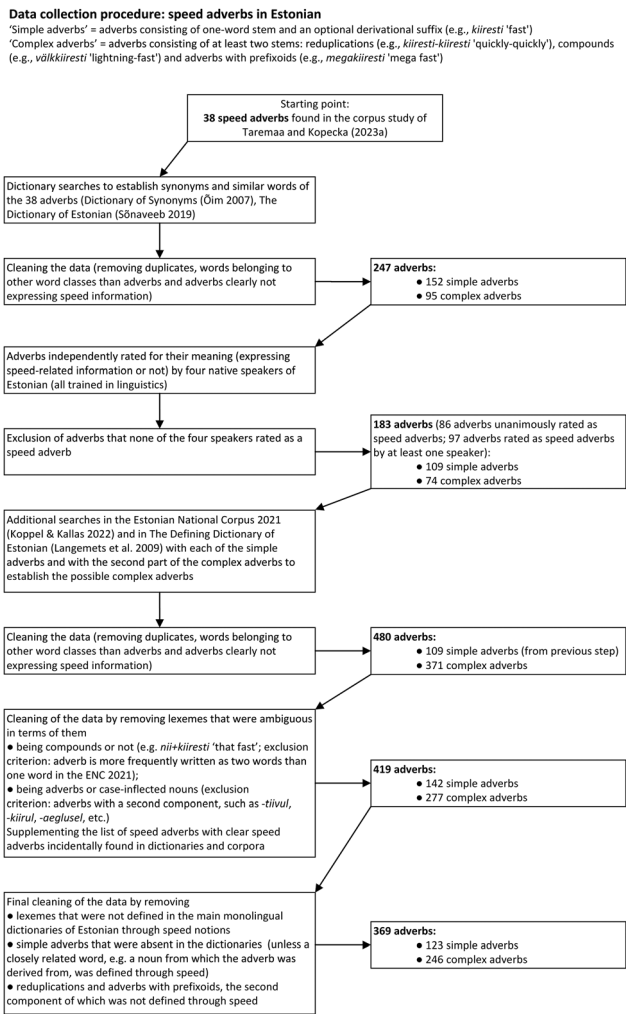 Data collection procedure: speed adverbs in Estonian
'Simple adverbs' = adverbs consisting of one-word stem and an optional derivational suffix (e.g., kiiresti 'fast')
'Complex adverbs' = adverbs consisting of at least two stems: reduplications (e.g., kiiresti-kiiresti 'quickly-quickly'), compounds
(e.g., välkkiiresti 'lightning-fast') and adverbs with prefixoids (e.g., megakiiresti 'mega fast')
Starting point:
38 speed adverbs found in the corpus study of
Taremaa and Kopecka (2023a)
Dictionary searches to establish synonyms and similar words of
the 38 adverbs (Dictionary of Synonyms (Õim 2007), The
Dictionary of Estonian (Sõnaveeb 2019)
Cleaning the data (removing duplicates, words belonging to
other word classes than adverbs and adverbs clearly not
expressing speed information)
247 adverbs:
● 152 simple adverbs
● 95 complex adverbs
Adverbs independently rated for their meaning (expressing
speed-related information or not) by four native speakers of
Estonian (all trained in linguistics)
Exclusion of adverbs that none of the four speakers rated as a
speed adverb
183 adverbs (86 adverbs unanimously rated as
speed adverbs; 97 adverbs rated as speed adverbs
by at least one speaker):
● 109 simple adverbs
● 74 complex adverbs
Additional searches in the Estonian National Corpus 2021
(Koppel & Kallas 2022) and in The Defining Dictionary of
Estonian (Langemets et al. 2009) with each of the simple
adverbs and with the second part of the complex adverbs to
establish the possible complex adverbs
Cleaning the data (removing duplicates, words belonging to
other word classes than adverbs and adverbs clearly not
expressing speed information)
480 adverbs:
● 109 simple adverbs (from previous step)
● 371 complex adverbs
Cleaning of the data by removing lexemes that were ambiguous
in terms of them
● being compounds or not (e.g. nii+kiiresti 'that fast'; exclusion
criterion: adverb is more frequently written as two words than
one word in the ENC 2021);
● being adverbs or case-inflected nouns (exclusion
criterion: adverbs with a second component, such as -tiivul,
-kiirul, -aeglusel, etc.)
Supplementing the list of speed adverbs with clear speed
adverbs incidentally found in dictionaries and corpora
419 adverbs:
● 142 simple adverbs
● 277 complex adverbs
Final cleaning of the data by removing
● lexemes that were not defined in the main monolingual
dictionaries of Estonian through speed notions
● simple adverbs that were absent in the dictionaries (unless a
closely related word, e.g. a noun from which the adverb was
derived from, was defined through speed)
● reduplications and adverbs with prefixoids, the second
component of which was not defined through speed
369 adverbs:
● 123 simple adverbs
● 246 complex adverbs